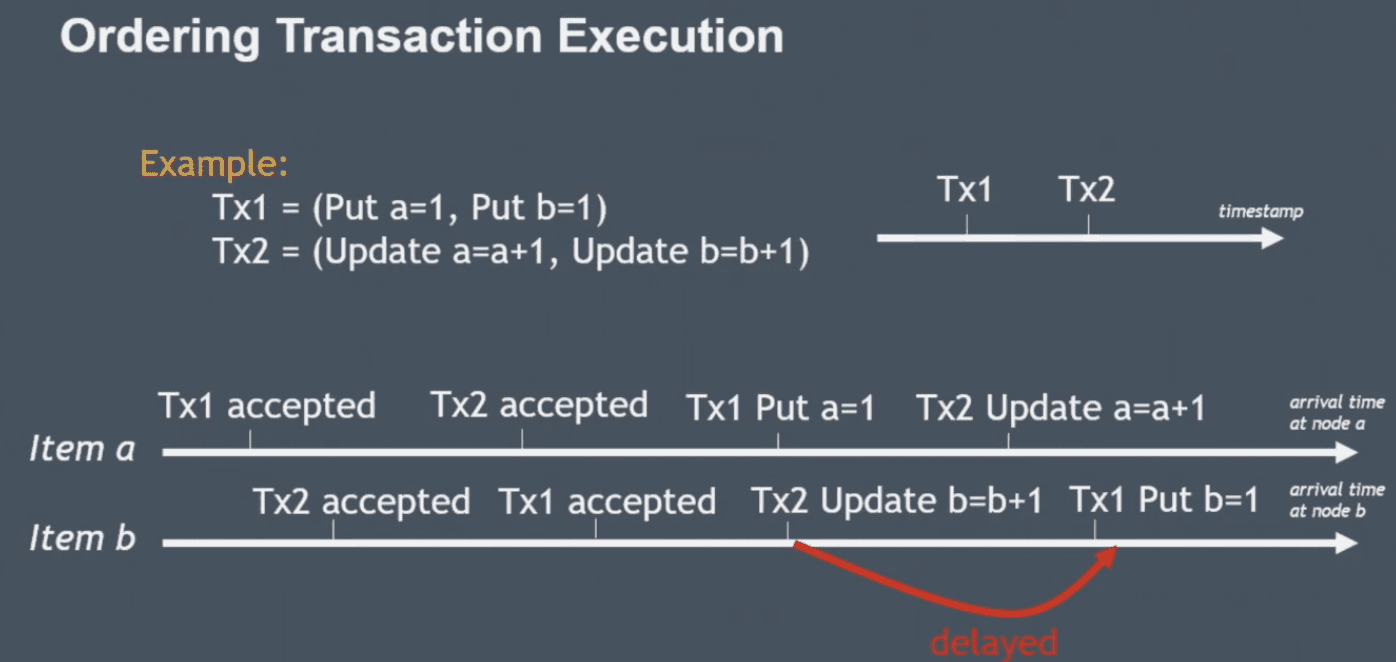 Ordering Transaction Execution
Example:
Tx1 = (Put a=1, Put b=1)
Tx2 = (Update a=a+1, Update b=b+1)
Tx1 Tx2
timestamp
Tx1 accepted Tx2 accepted Tx1 Put a=1 Tx2 Update a=a+1
arrival time
at node a
Item a
Tx2 accepted Tx1 accepted Tx2 Update b=b+1 Tx1 Put b=1
arrival time
at node b
Item b
delayed